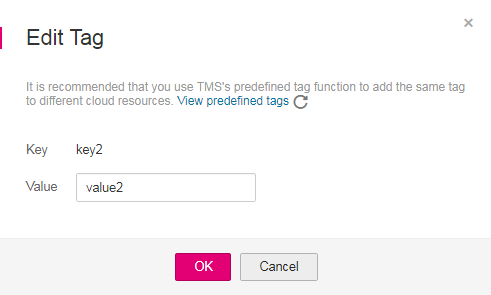 Edit Tag
It is recommended that you use TMS's predefined tag function to add the same tag
to different cloud resources. View predefined tags
Key key2
Value value2
OK Cancel